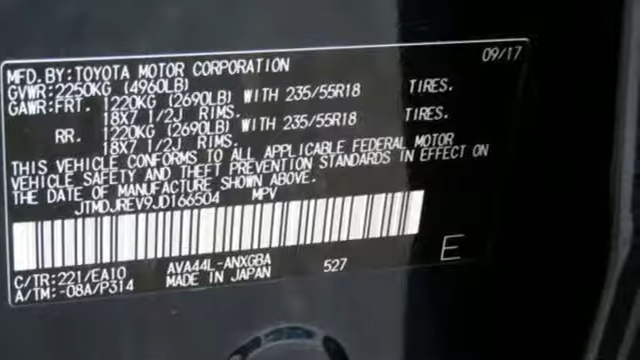 09/17
MFD.BY:TOYOTA MOTOR CORPORATION
GVWR:2250KG (4960LB)
GAWR:FRT. 1220KG (2690LB) WITH 235/55R18 TIRES.
18X7 1/2J RIMS.
RR. 1220KG (2690LB) WITH 235/55R18 TIRES.
18X7 1/2J RIMS.
THIS VEHICLE CONFORMS TO ALL APPLICABLE FEDERAL MOTOR
VEHICLE SAFETY AND THEFT PREVENTION STANDARDS IN EFFECT ON
THE DATE OF MANUFACTURE SHOWN ABOVE.
JTMDJREV9JD166504 MPV
C/TR:221/EA10 AVA44L-ANXGBA 527 E
A/TM:-08A/P314 MADE IN JAPAN